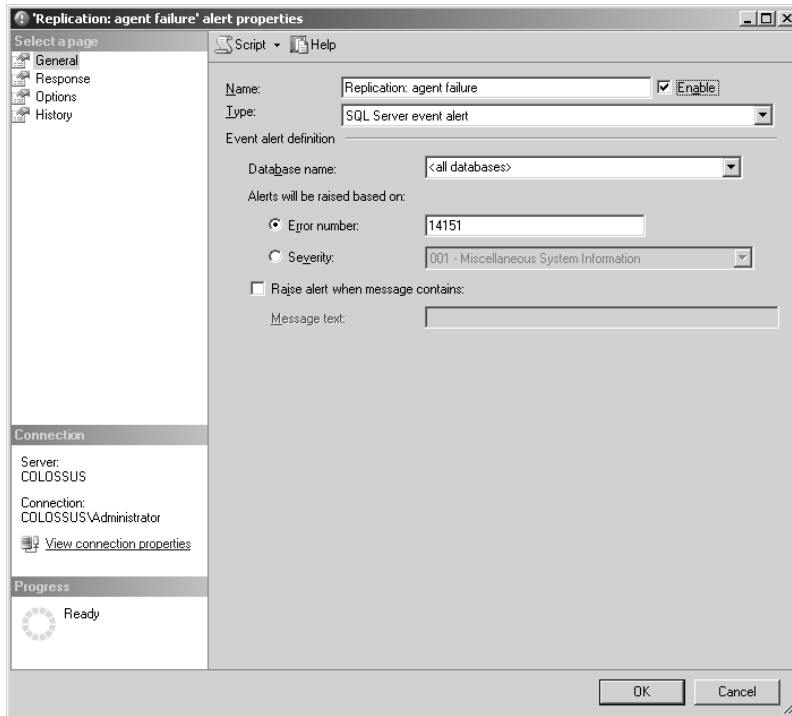 'Replication: agent failure' alert properties
Select a page
General
Response
Options
History
Script Help
Name: Replication: agent failure Enable
Type: SQL Server event alert
Event alert definition
Database name: <all databases>
Alerts will be raised based on:
Error number: 14151
Severity: 001 - Miscellaneous System Information
Raise alert when message contains:
Message text:
Connection
Server:
COLOSSUS
Connection:
COLOSSUS\Administrator
View connection properties
Progress
Ready
OK Cancel